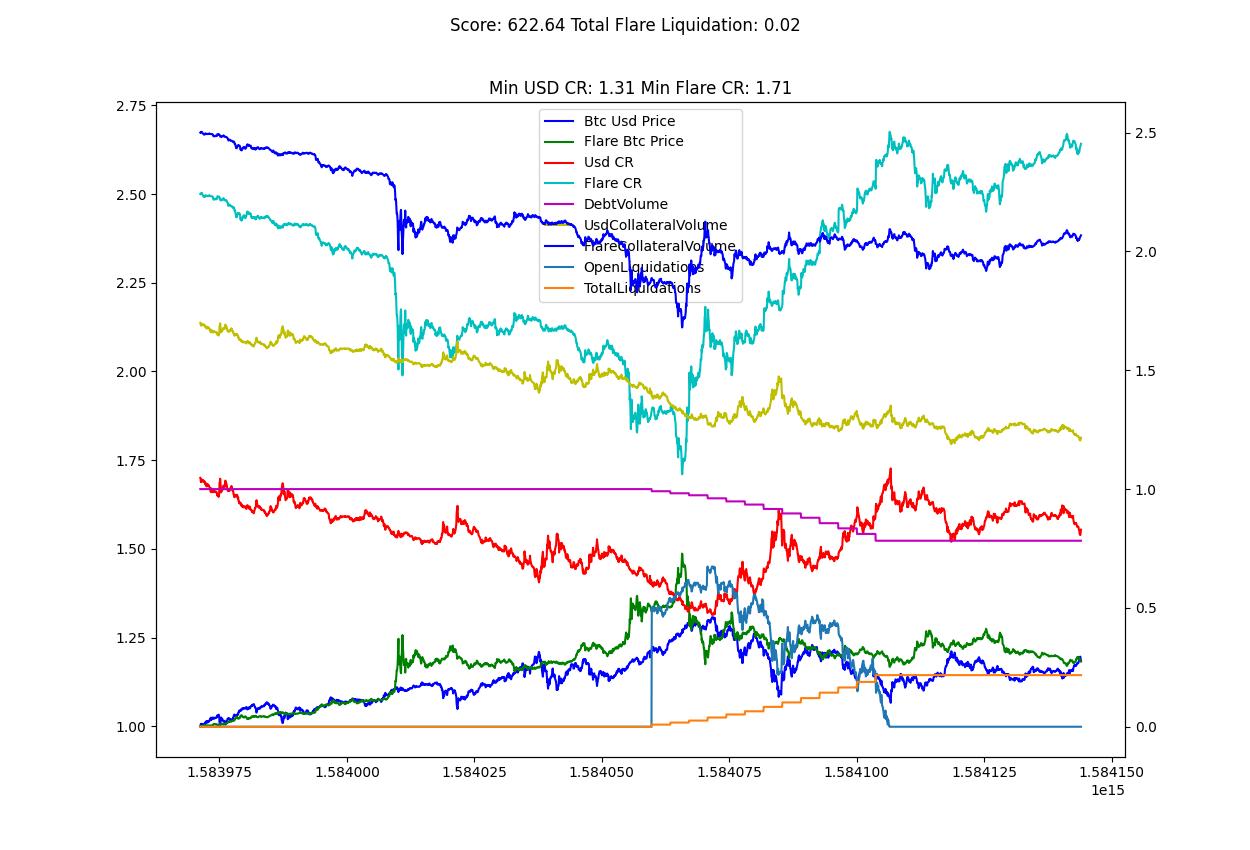 Score: 622.64 Total Flare Liquidation: 0.02
Min USD CR: 1.31 Min Flare CR: 1.71
Btc Usd Price
Flare Btc Price
Usd CR
Flare CR
DebtVolume
UsdCollateralVolume
FlareCollateralVolume
OpenLiquidations
TotalLiquidations
2.75
2.50
2.25
2.00
1.75
1.50
1.25
1.00
2.5
2.0
1.5
1.0
0.5
0.0
1.583975 1.584000 1.584025 1.584050 1.584075 1.584100 1.584125 1.584150
1e15